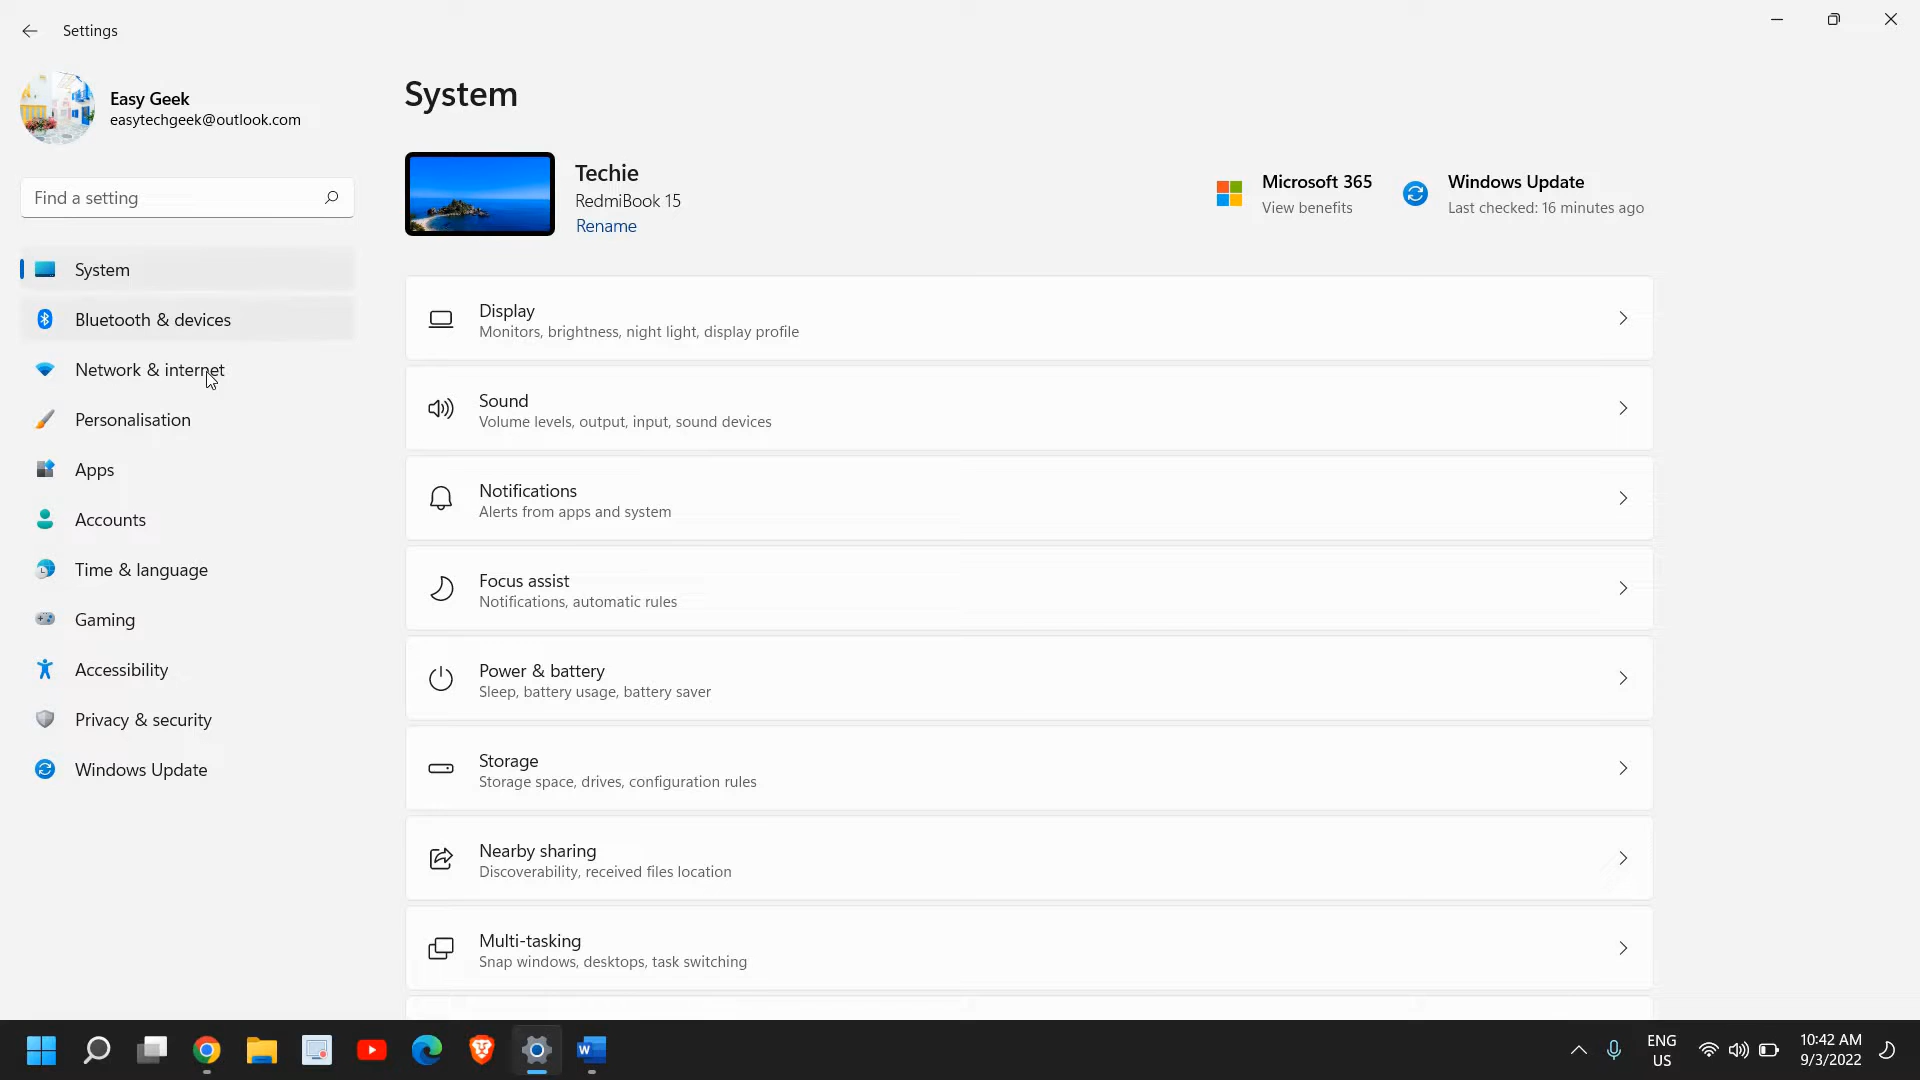 Settings
Easy Geek
easytechgeek@outlook.com
Find a setting
System
Bluetooth & devices
Network & internet
Personalisation
Apps
Accounts
Time & language
Gaming
Accessibility
Privacy & security
Windows Update
System
Techie
RedmiBook 15
Rename
Microsoft 365
View benefits
Windows Update
Last checked: 16 minutes ago
Display
Monitors, brightness, night light, display profile
Sound
Volume levels, output, input, sound devices
Notifications
Alerts from apps and system
Focus assist
Notifications, automatic rules
Power & battery
Sleep, battery usage, battery saver
Storage
Storage space, drives, configuration rules
Nearby sharing
Discoverability, received files location
Multi-tasking
Snap windows, desktops, task switching
ENG
US
10:42 AM
9/3/2022